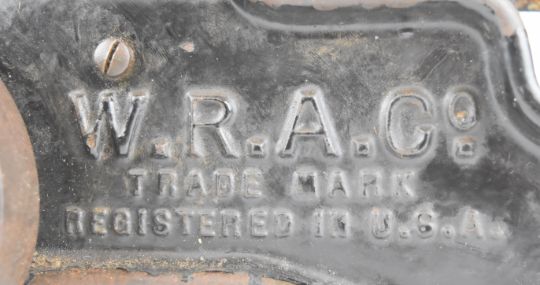 W.R.A.Co.
TRADE MARK
REGISTERED IN U.S.A.